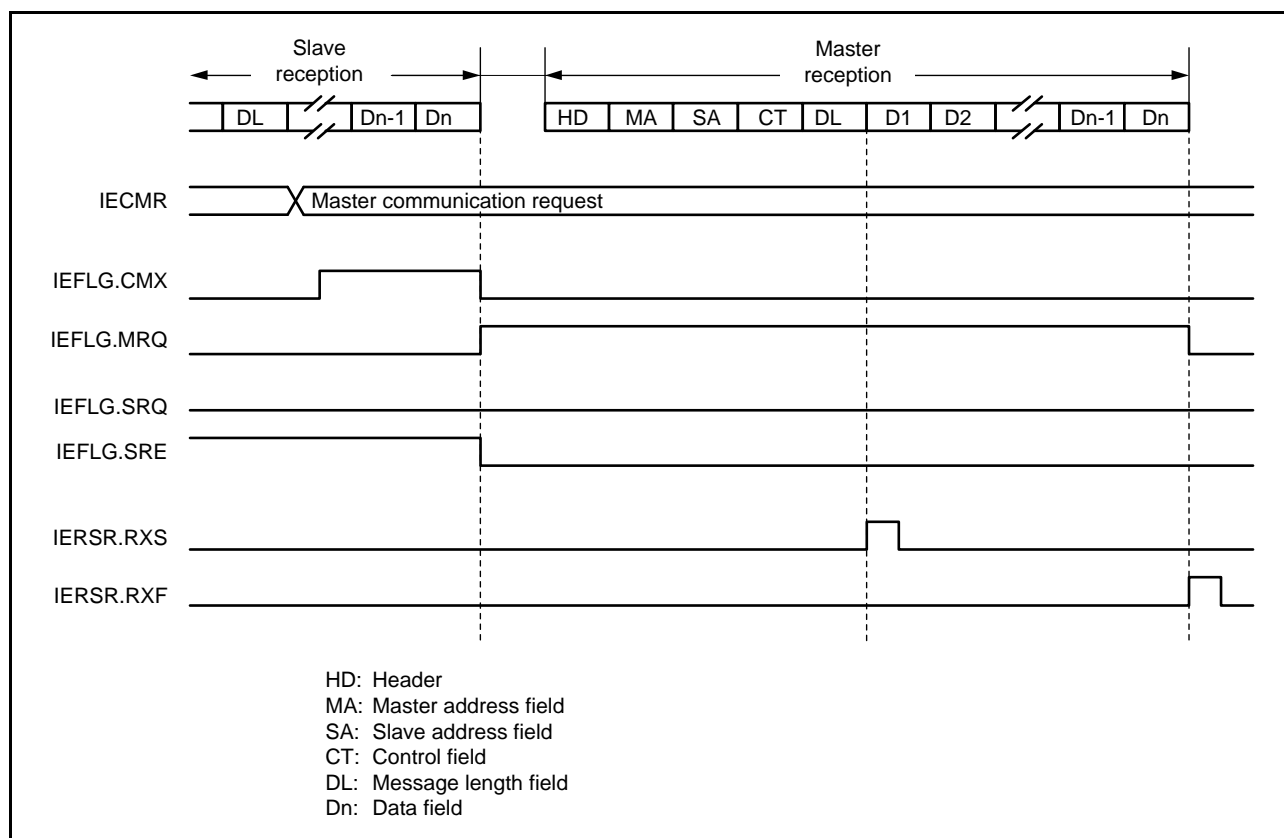 Slave
reception
Master
reception
DL Dn-1 Dn HD MA SA CT DL D1 D2 Dn-1 Dn
IECMR Master communication request
IEFLG.CMX
IEFLG.MRQ
IEFLG.SRQ
IEFLG.SRE
IERSR.RXS
IERSR.RXF
HD: Header
MA: Master address field
SA: Slave address field
CT: Control field
DL: Message length field
Dn: Data field